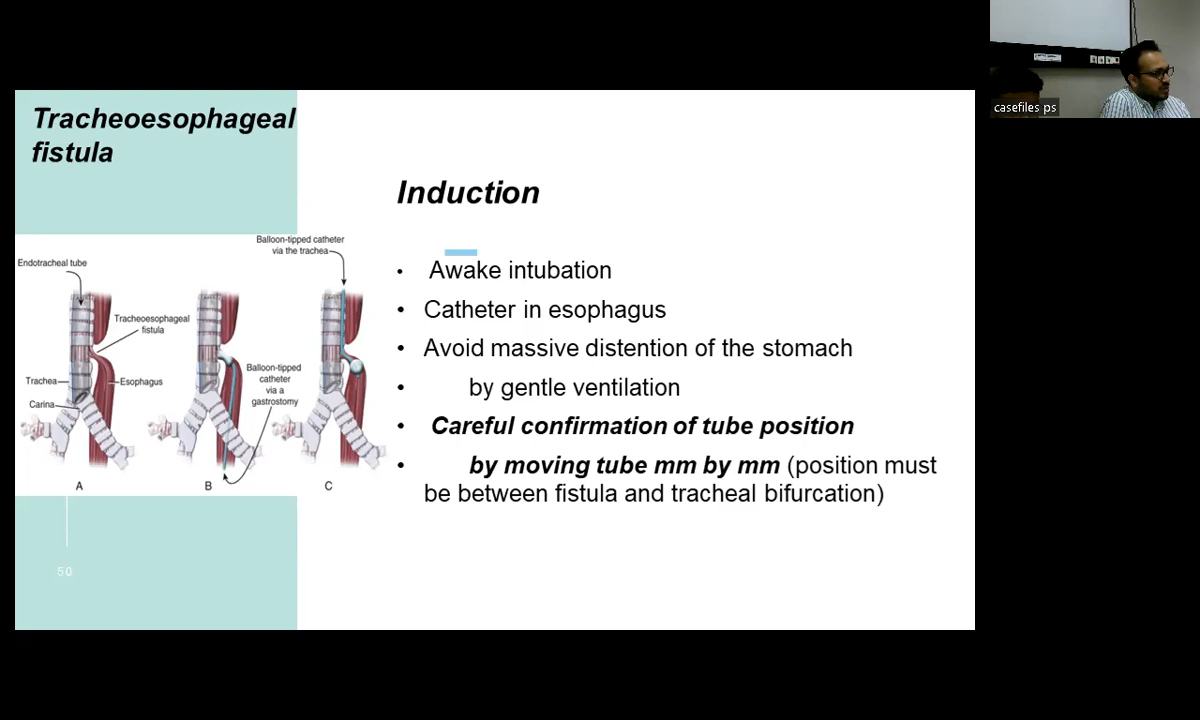 Tracheoesophageal
fistula
Induction
• Awake intubation
• Catheter in esophagus
• Avoid massive distention of the stomach
• by gentle ventilation
• Careful confirmation of tube position
• by moving tube mm by mm (position must
be between fistula and tracheal bifurcation)
Balloon-tipped catheter
via the trachea
Endotracheal tube
Tracheoesophageal
fistula
Balloon-tipped
catheter
via a
gastrostomy
Trachea
Esophagus
Carina
A
B
C
50
casefiles ps